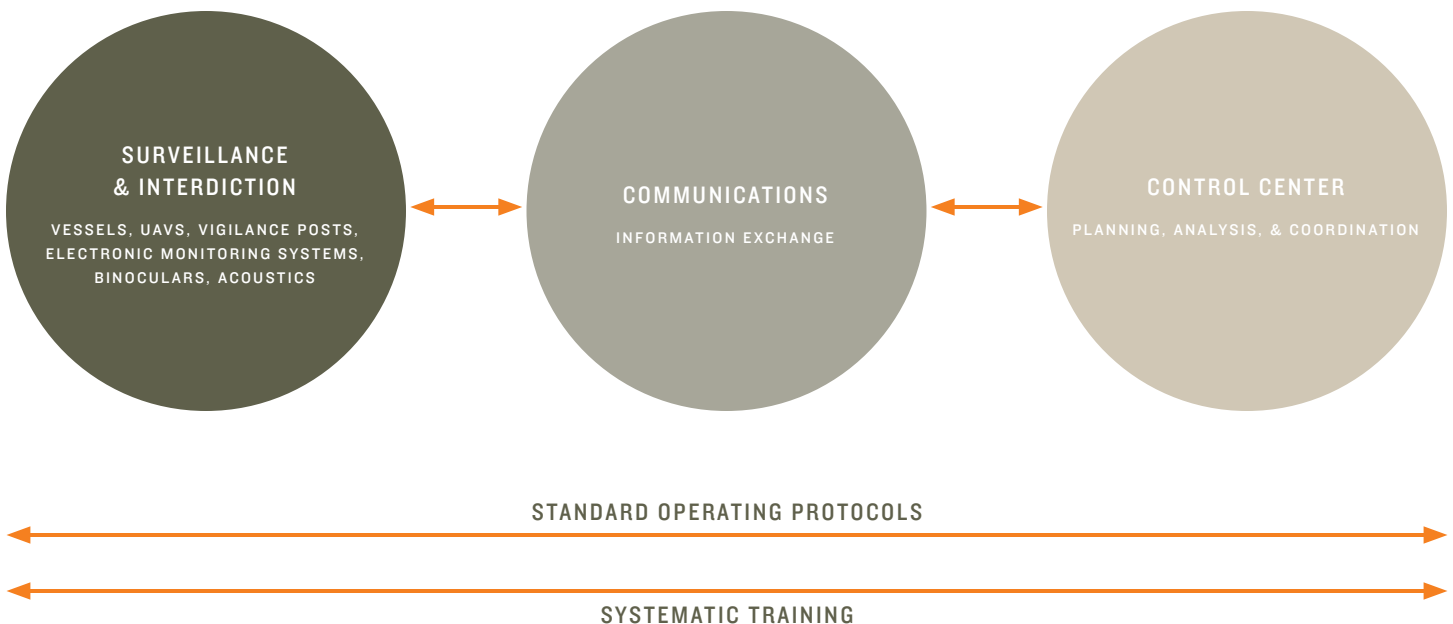 SURVEILLANCE
& INTERDICTION
VESSELS, UAVS, VIGILANCE POSTS,
ELECTRONIC MONITORING SYSTEMS,
BINOCULARS, ACOUSTICS
COMMUNICATIONS
INFORMATION EXCHANGE
CONTROL CENTER
PLANNING, ANALYSIS, & COORDINATION
STANDARD OPERATING PROTOCOLS
SYSTEMATIC TRAINING